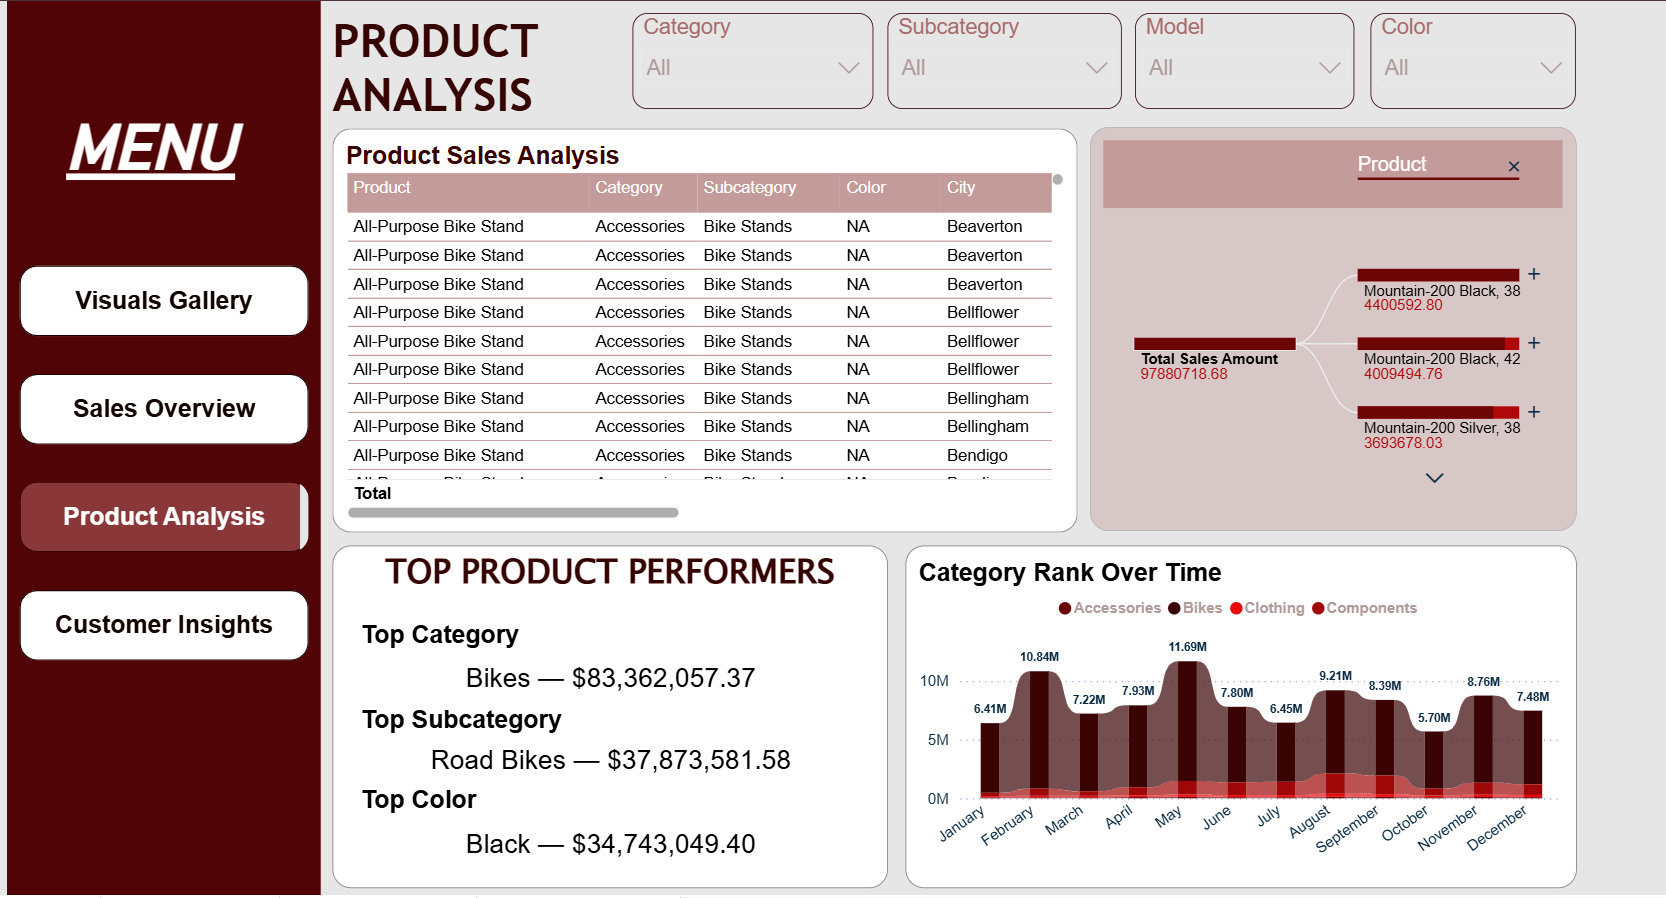 MENU
Visuals Gallery
Sales Overview
Product Analysis
Customer Insights
PRODUCT
ANALYSIS
Category
All
Subcategory
All
Model
All
Color
All
Product Sales Analysis
Product Category Subcategory Color City
All-Purpose Bike Stand Accessories Bike Stands NA Beaverton
All-Purpose Bike Stand Accessories Bike Stands NA Beaverton
All-Purpose Bike Stand Accessories Bike Stands NA Beaverton
All-Purpose Bike Stand Accessories Bike Stands NA Bellflower
All-Purpose Bike Stand Accessories Bike Stands NA Bellflower
All-Purpose Bike Stand Accessories Bike Stands NA Bellflower
All-Purpose Bike Stand Accessories Bike Stands NA Bellingham
All-Purpose Bike Stand Accessories Bike Stands NA Bellingham
All-Purpose Bike Stand Accessories Bike Stands NA Bendigo
Total
Product
Total Sales Amount
97880718.68
Mountain-200 Black, 38
4400592.80
Mountain-200 Black, 42
4009494.76
Mountain-200 Silver, 38
3693678.03
TOP PRODUCT PERFORMERS
Top Category
Bikes — $83,362,057.37
Top Subcategory
Road Bikes — $37,873,581.58
Top Color
Black — $34,743,049.40
Category Rank Over Time
Accessories Bikes Clothing Components
10M
5M
0M
6.41M
10.84M
7.22M
7.93M
11.69M
7.80M
6.45M
9.21M
8.39M
5.70M
8.76M
7.48M
January
February
March
April
May
June
July
August
September
October
November
December